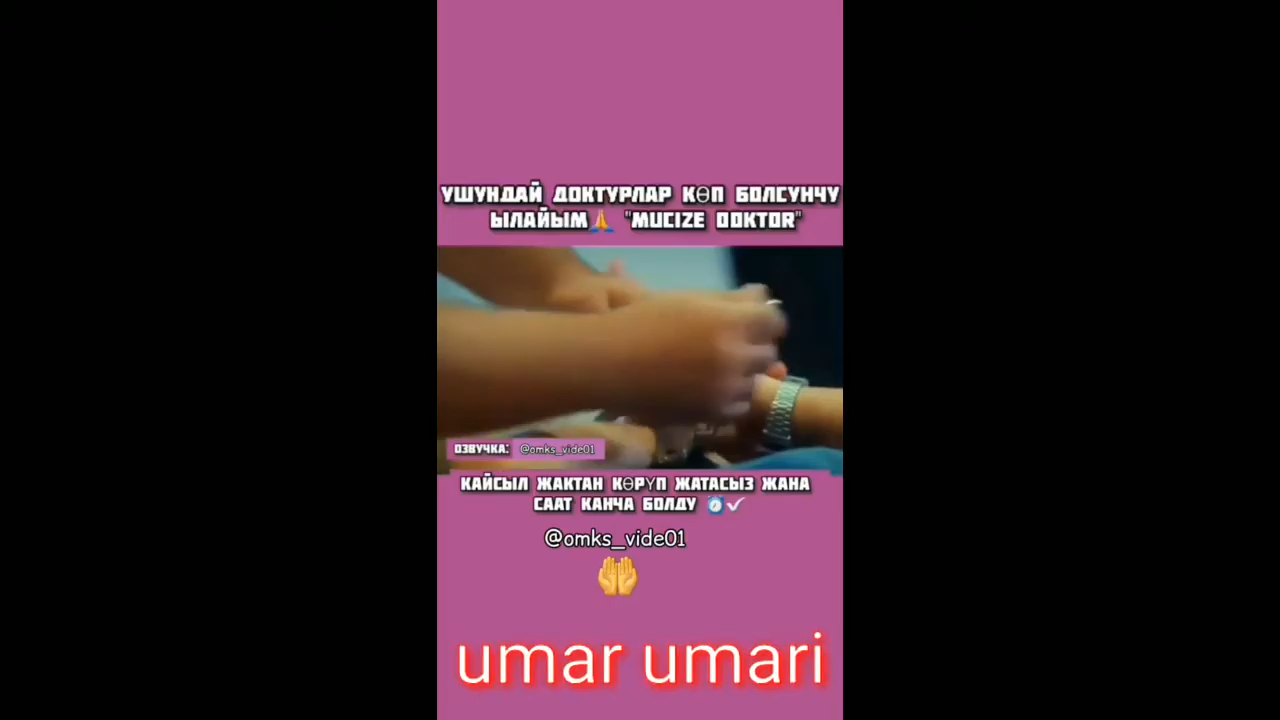 УШУНДАЙ ДОКТУРЛАР КӨП БОЛСУНЧУ
ЫЛАЙЫМ🙏 "MUCIZE DOKTOR"
ОЗВУЧКА: @omks_vide01
КАЙСЫЛ ЖАКТАН КӨРҮП ЖАТАСЫЗ ЖАНА
СААТ КАНЧА БОЛДУ ⏰✓
@omks_vide01
🤲
umar umari